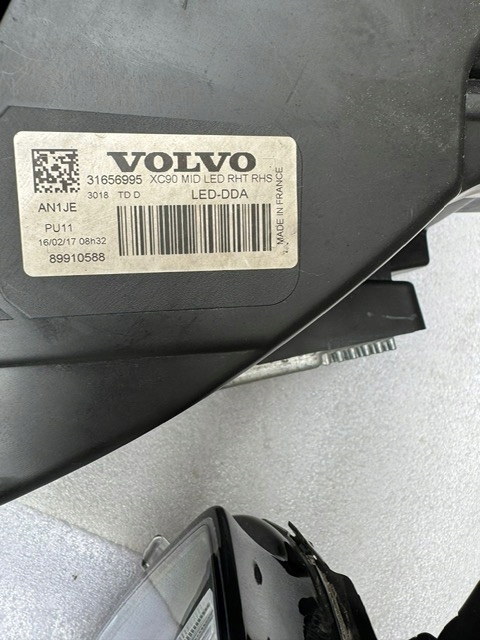 VOLVO
31656995 XC90 MID LED RHT RHS
3018 TD D LED-DDA
AN1JE
PU11
16/02/17 08h32
89910588
MADE IN FRANCE